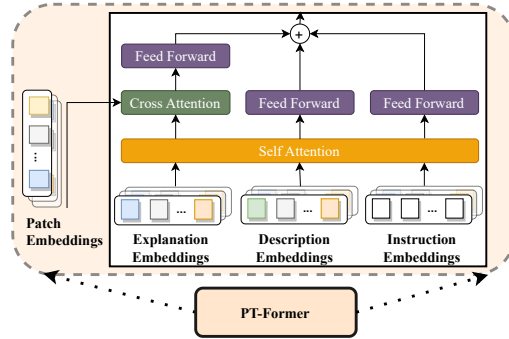 +
Feed Forward
Cross Attention
Feed Forward
Feed Forward
Self Attention
...
...
...
...
Patch
Embeddings
Explanation
Embeddings
Description
Embeddings
Instruction
Embeddings
PT-Former